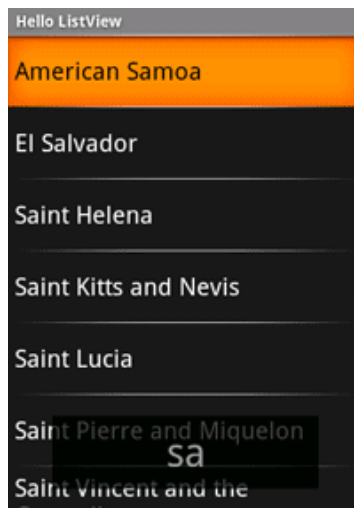 Hello ListView
American Samoa
El Salvador
Saint Helena
Saint Kitts and Nevis
Saint Lucia
Saint Pierre and Miquelon
sa
Saint Vincent and the